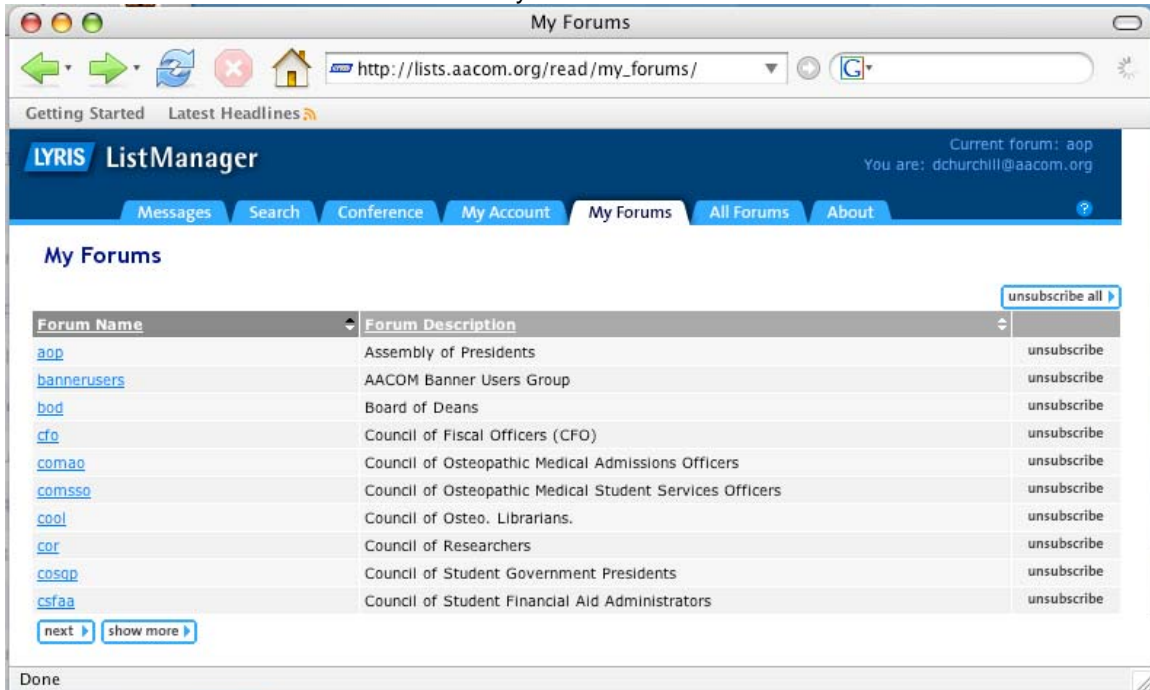 My Forums
http://lists.aacom.org/read/my_forums/ G
Getting Started Latest Headlines
LYRIS ListManager
Current forum: aop
You are: dchurchill@aacom.org
Messages Search Conference My Account My Forums All Forums About ?
My Forums
unsubscribe all
Forum Name Forum Description
aop Assembly of Presidents unsubscribe
bannerusers AACOM Banner Users Group unsubscribe
bod Board of Deans unsubscribe
cfo Council of Fiscal Officers (CFO) unsubscribe
comao Council of Osteopathic Medical Admissions Officers unsubscribe
comsso Council of Osteopathic Medical Student Services Officers unsubscribe
cool Council of Osteo. Librarians. unsubscribe
cor Council of Researchers unsubscribe
cosgp Council of Student Government Presidents unsubscribe
csfaa Council of Student Financial Aid Administrators unsubscribe
next show more
Done